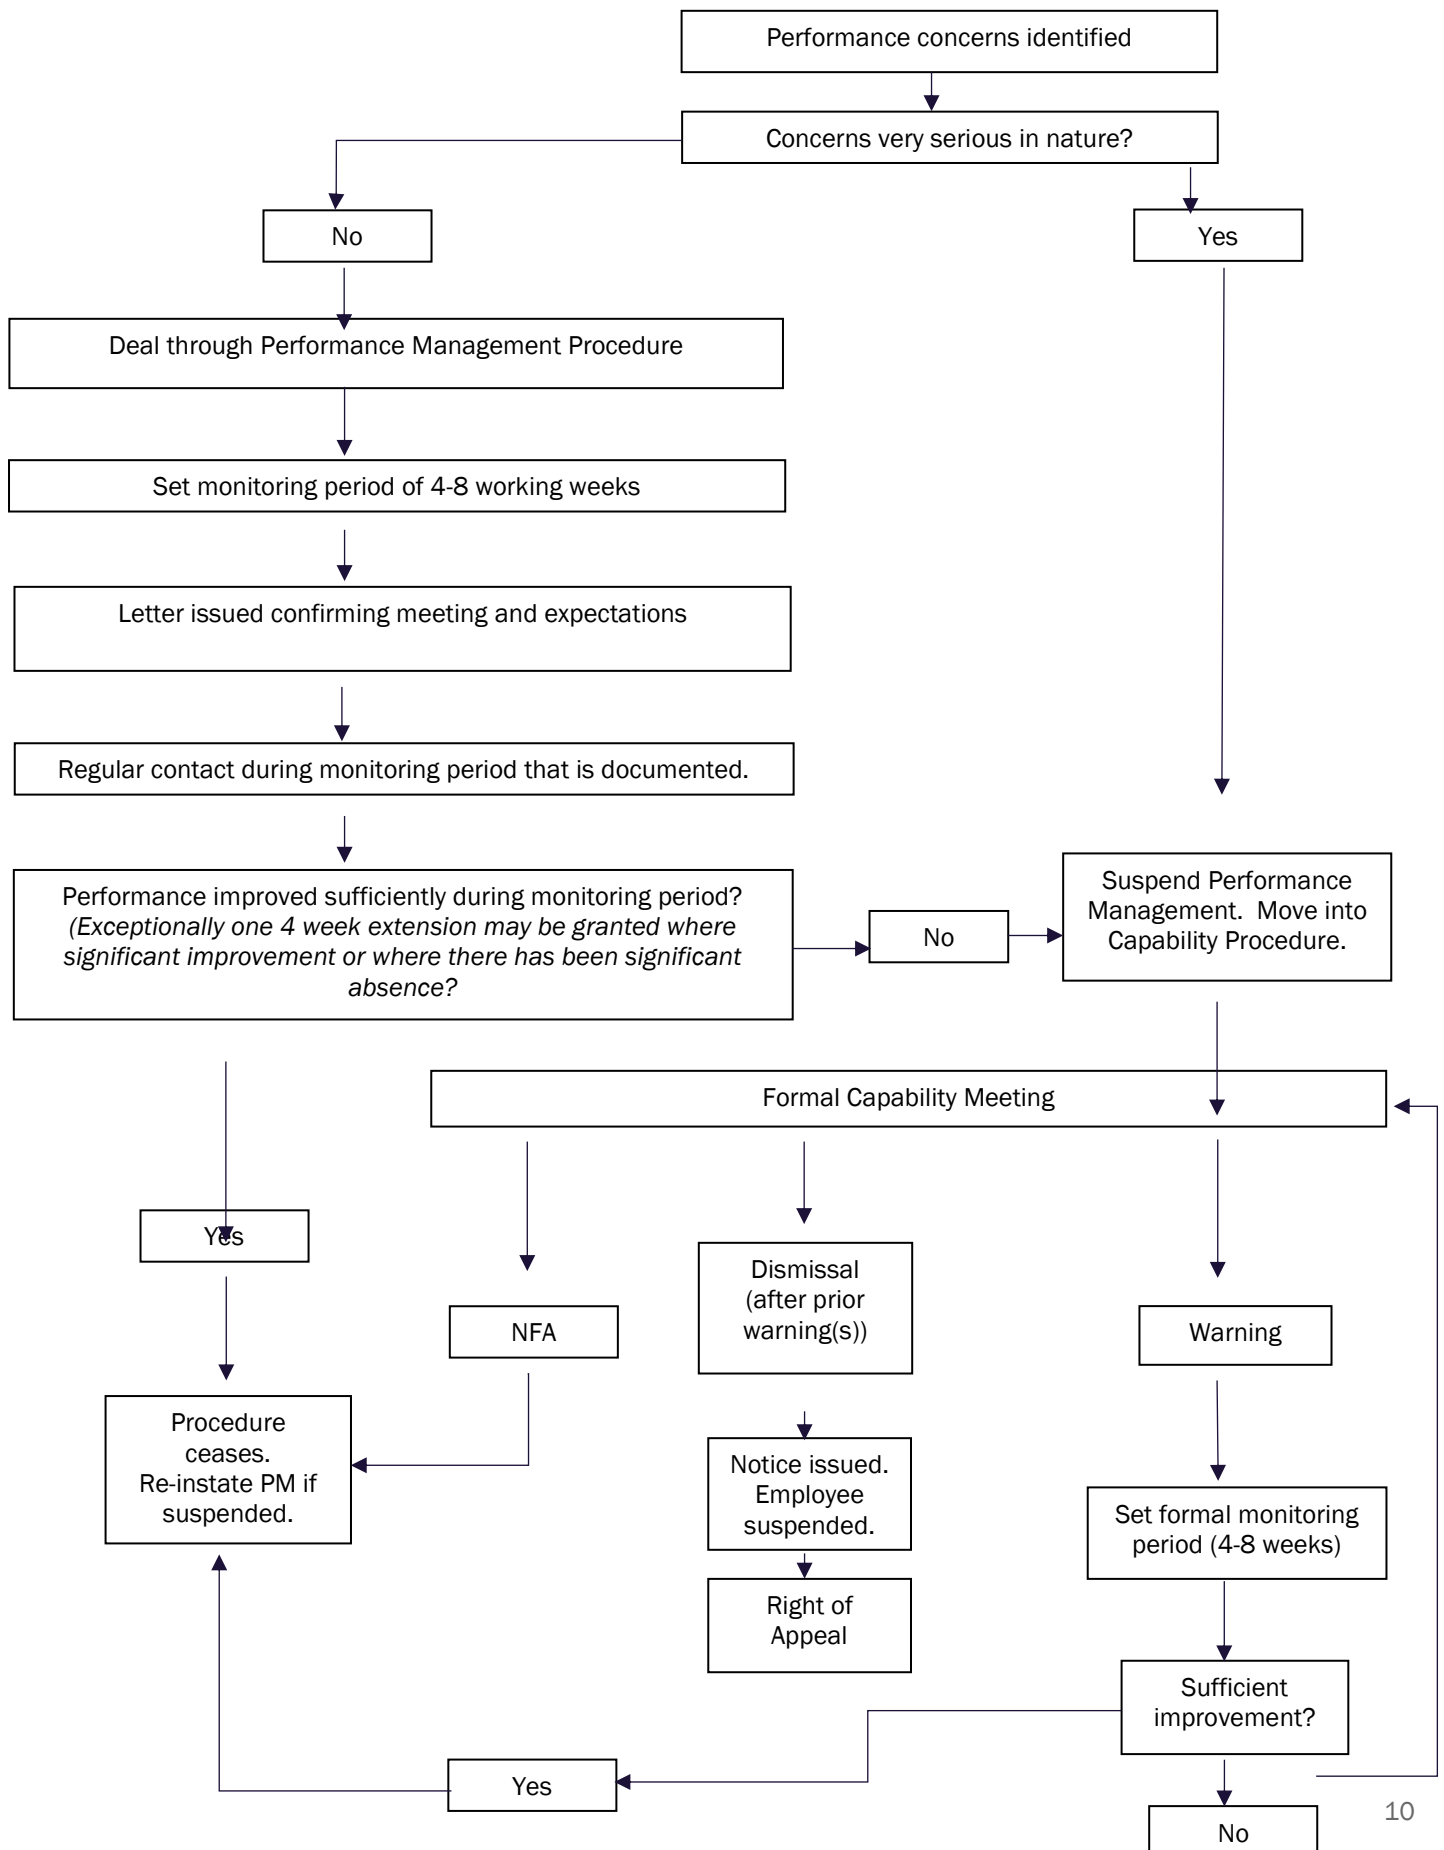 Performance concerns identified
Concerns very serious in nature?
No
Yes
Deal through Performance Management Procedure
Set monitoring period of 4-8 working weeks
Letter issued confirming meeting and expectations
Regular contact during monitoring period that is documented.
Performance improved sufficiently during monitoring period?
(Exceptionally one 4 week extension may be granted where
significant improvement or where there has been significant
absence?
No
Suspend Performance
Management. Move into
Capability Procedure.
Formal Capability Meeting
Yes
NFA
Dismissal
(after prior
warning(s))
Warning
Procedure
ceases.
Re-instate PM if
suspended.
Notice issued.
Employee
suspended.
Set formal monitoring
period (4-8 weeks)
Right of
Appeal
Sufficient
improvement?
Yes
No
10